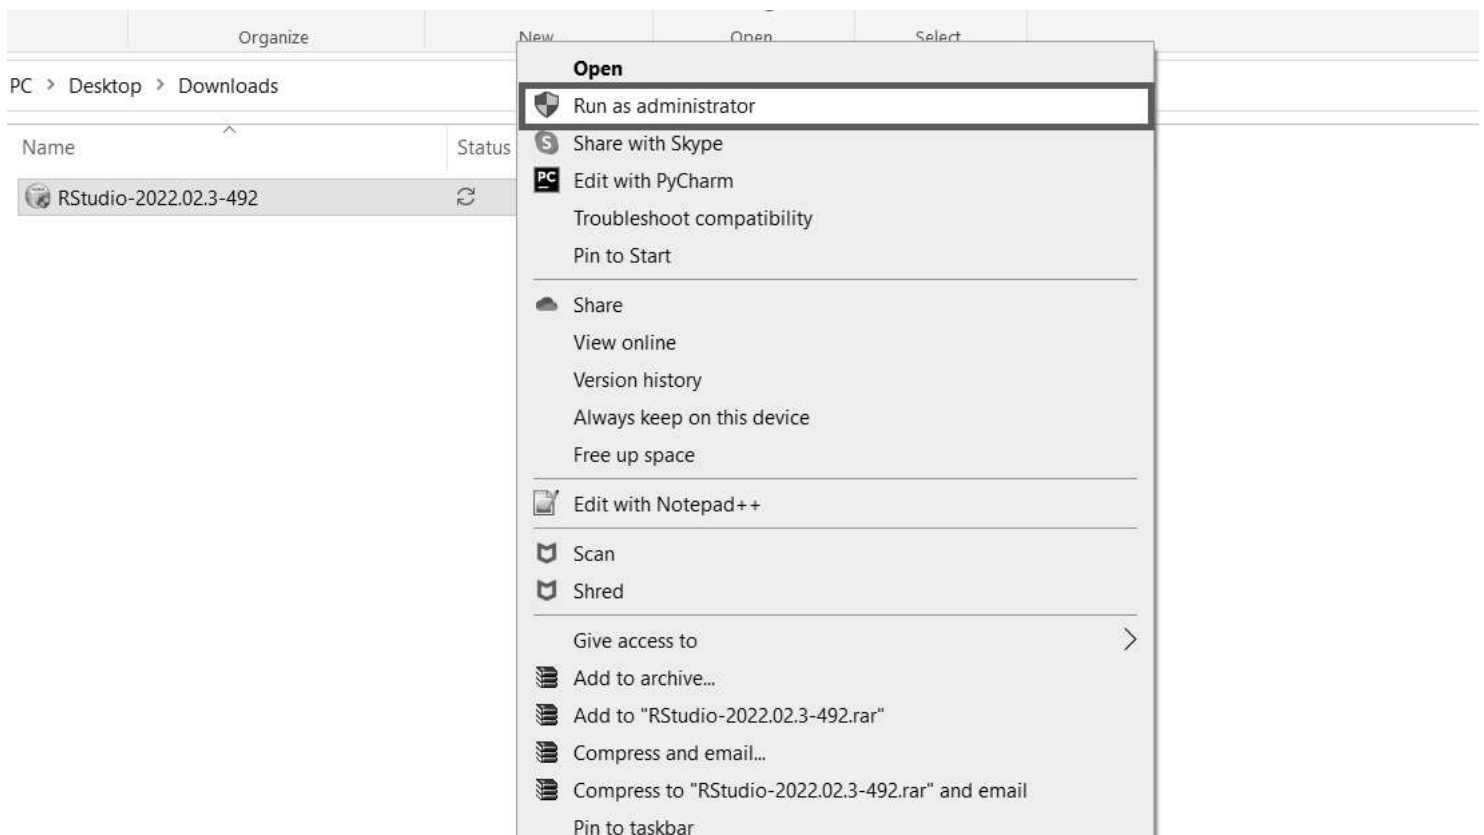 Organize New Open Select
PC > Desktop > Downloads
Name Status
RStudio-2022.02.3-492
Open
Run as administrator
S Share with Skype
PC Edit with PyCharm
Troubleshoot compatibility
Pin to Start
Share
View online
Version history
Always keep on this device
Free up space
Edit with Notepad++
Scan
Shred
Give access to
Add to archive...
Add to "RStudio-2022.02.3-492.rar"
Compress and email...
Compress to "RStudio-2022.02.3-492.rar" and email
Pin to taskbar